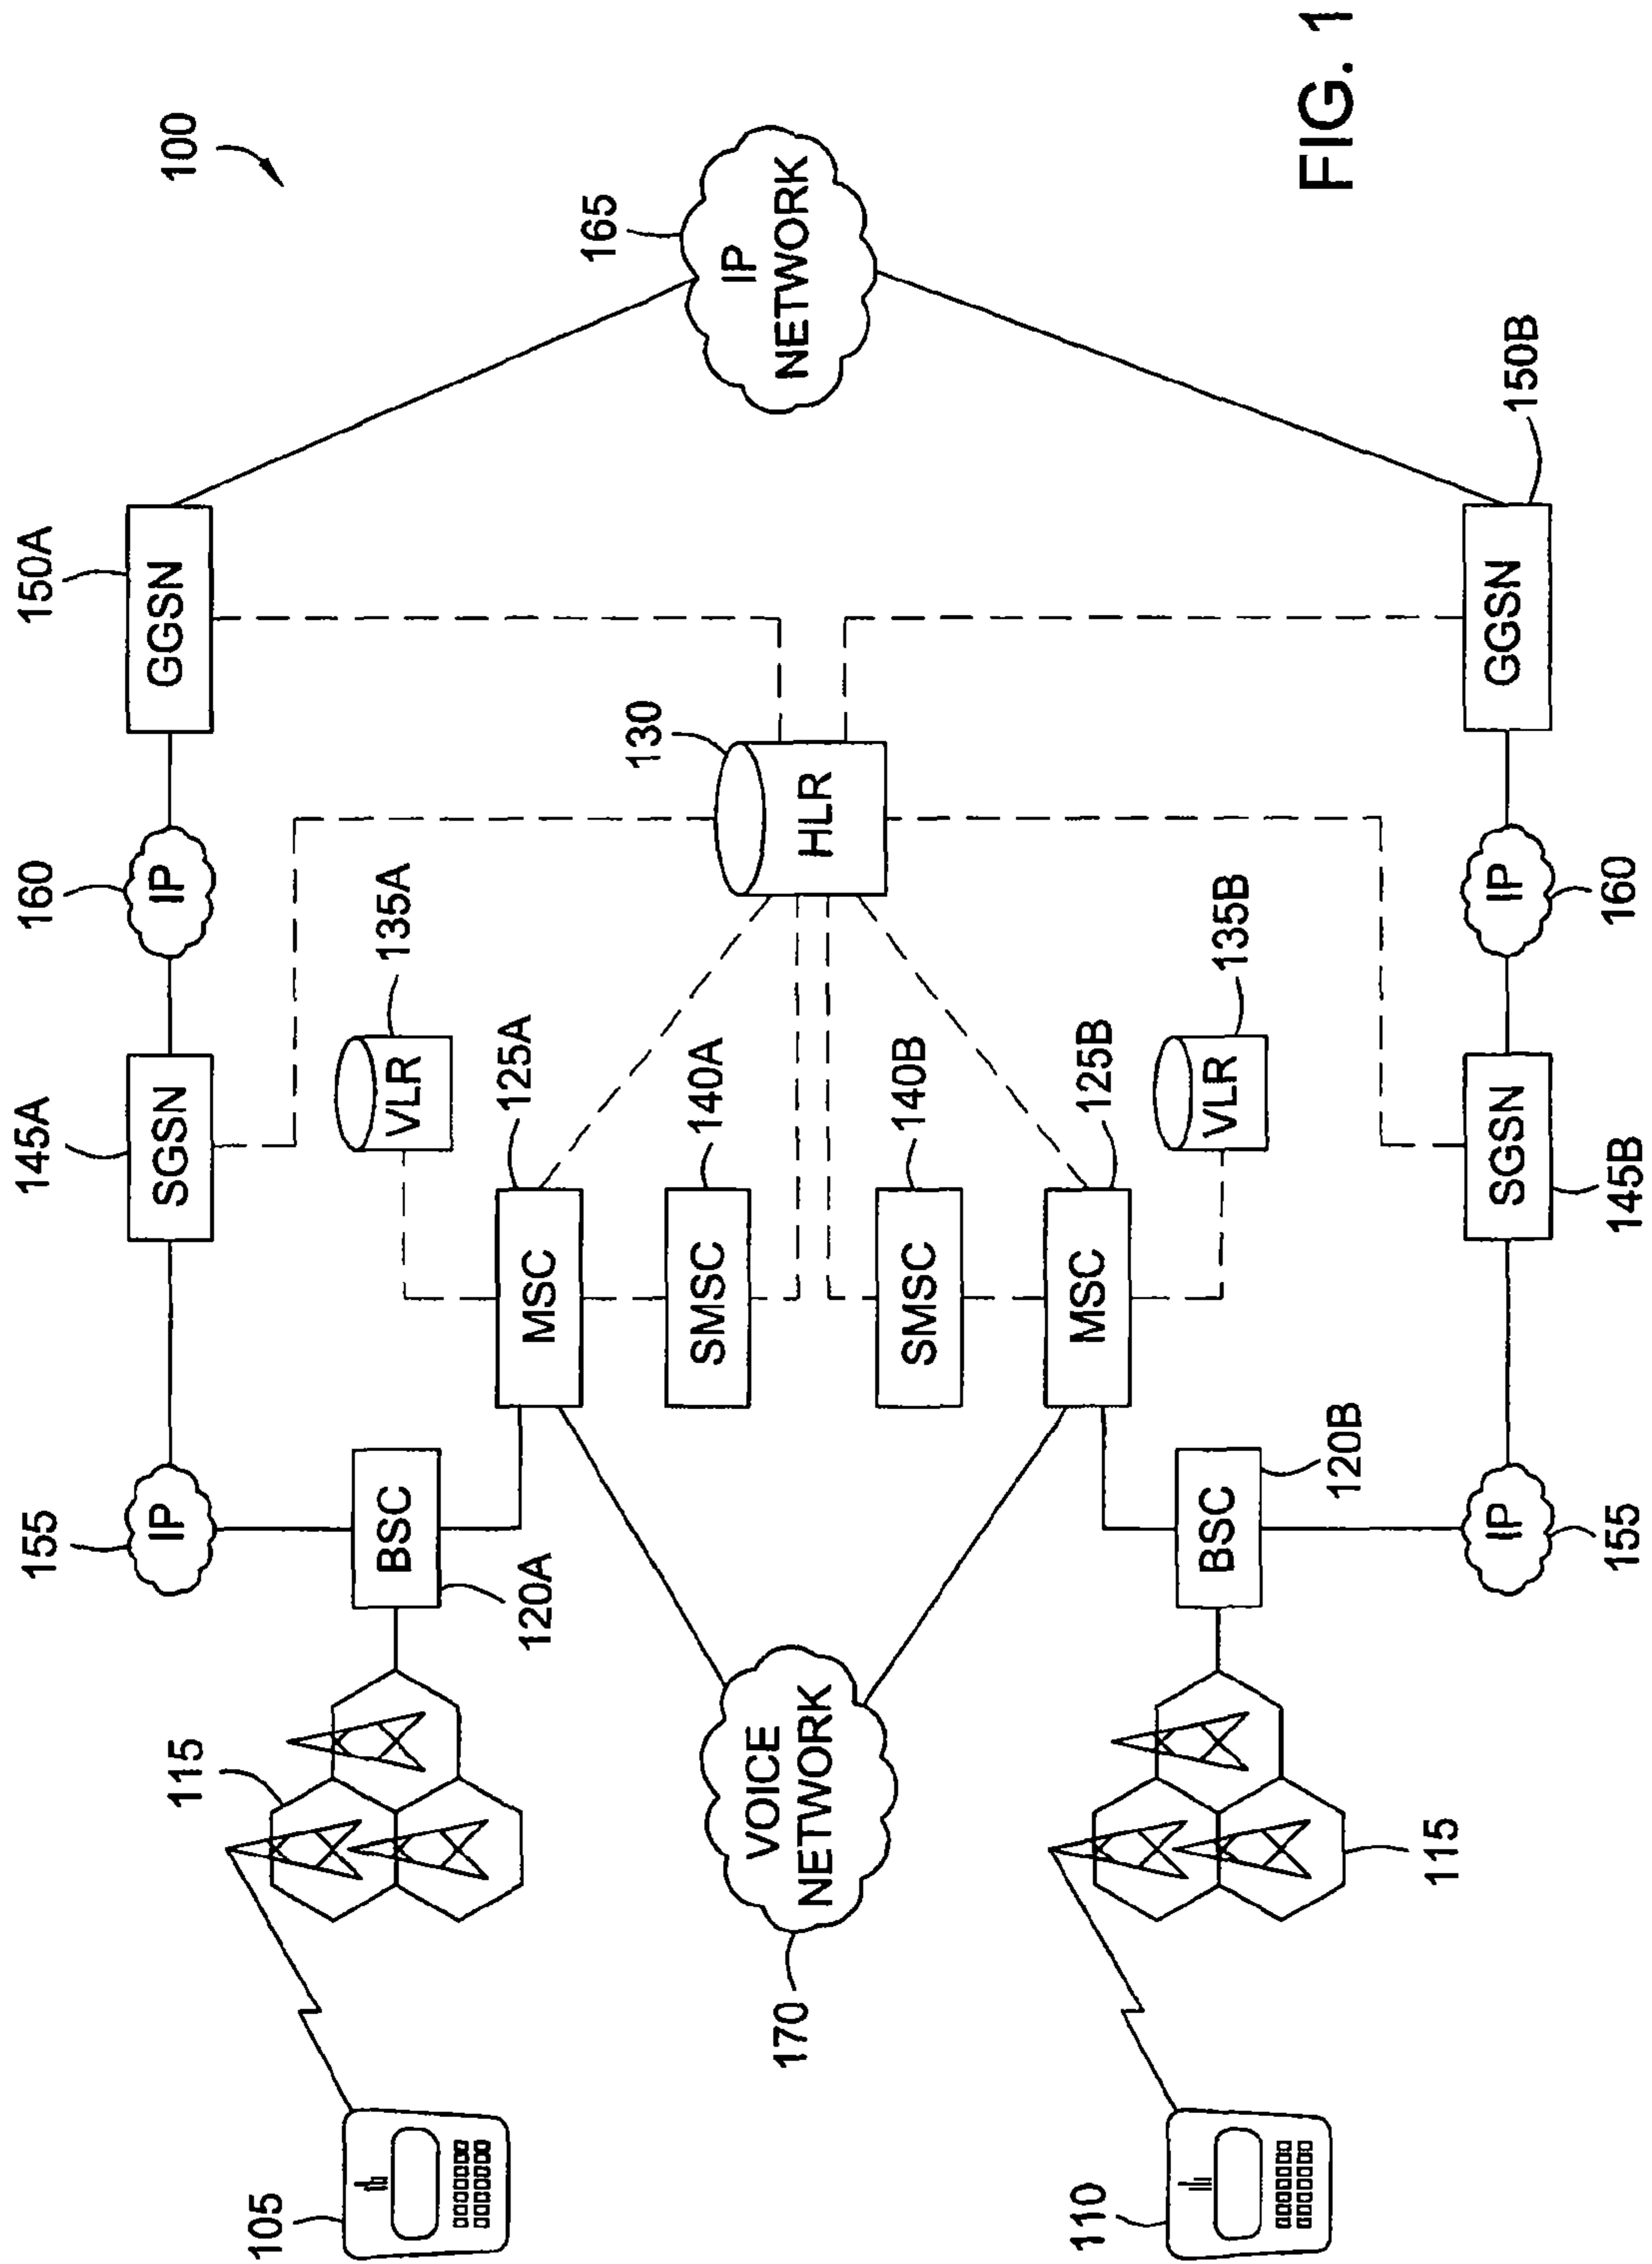 100
145A
160
150A
155
SGSN
IP
GGSN
IP
135A
VLR
165
115
BSC
125A
130
IP
NETWORK
120A
MSC
140A
105
SMSC
HLR
VOICE
NETWORK
140B
170
SMSC
125B
MSC
135B
VLR
BSC
120B
110
115
IP
SGSN
IP
GGSN
155
145B
160
150B
FIG. 1